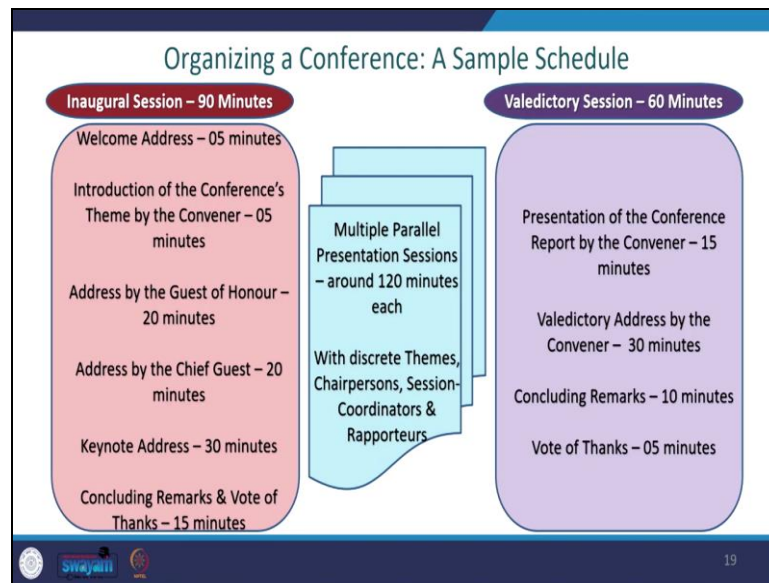 Organizing a Conference: A Sample Schedule
Inaugural Session – 90 Minutes
Welcome Address – 05 minutes
Introduction of the Conference's
Theme by the Convener – 05
minutes
Address by the Guest of Honour –
20 minutes
Address by the Chief Guest – 20
minutes
Keynote Address – 30 minutes
Concluding Remarks & Vote of
Thanks – 15 minutes
Multiple Parallel
Presentation Sessions
– around 120 minutes
each
With discrete Themes,
Chairpersons, Session-
Coordinators &
Rapporteurs
Valedictory Session – 60 Minutes
Presentation of the Conference
Report by the Convener – 15
minutes
Valedictory Address by the
Convener – 30 minutes
Concluding Remarks – 10 minutes
Vote of Thanks – 05 minutes
swayam
19